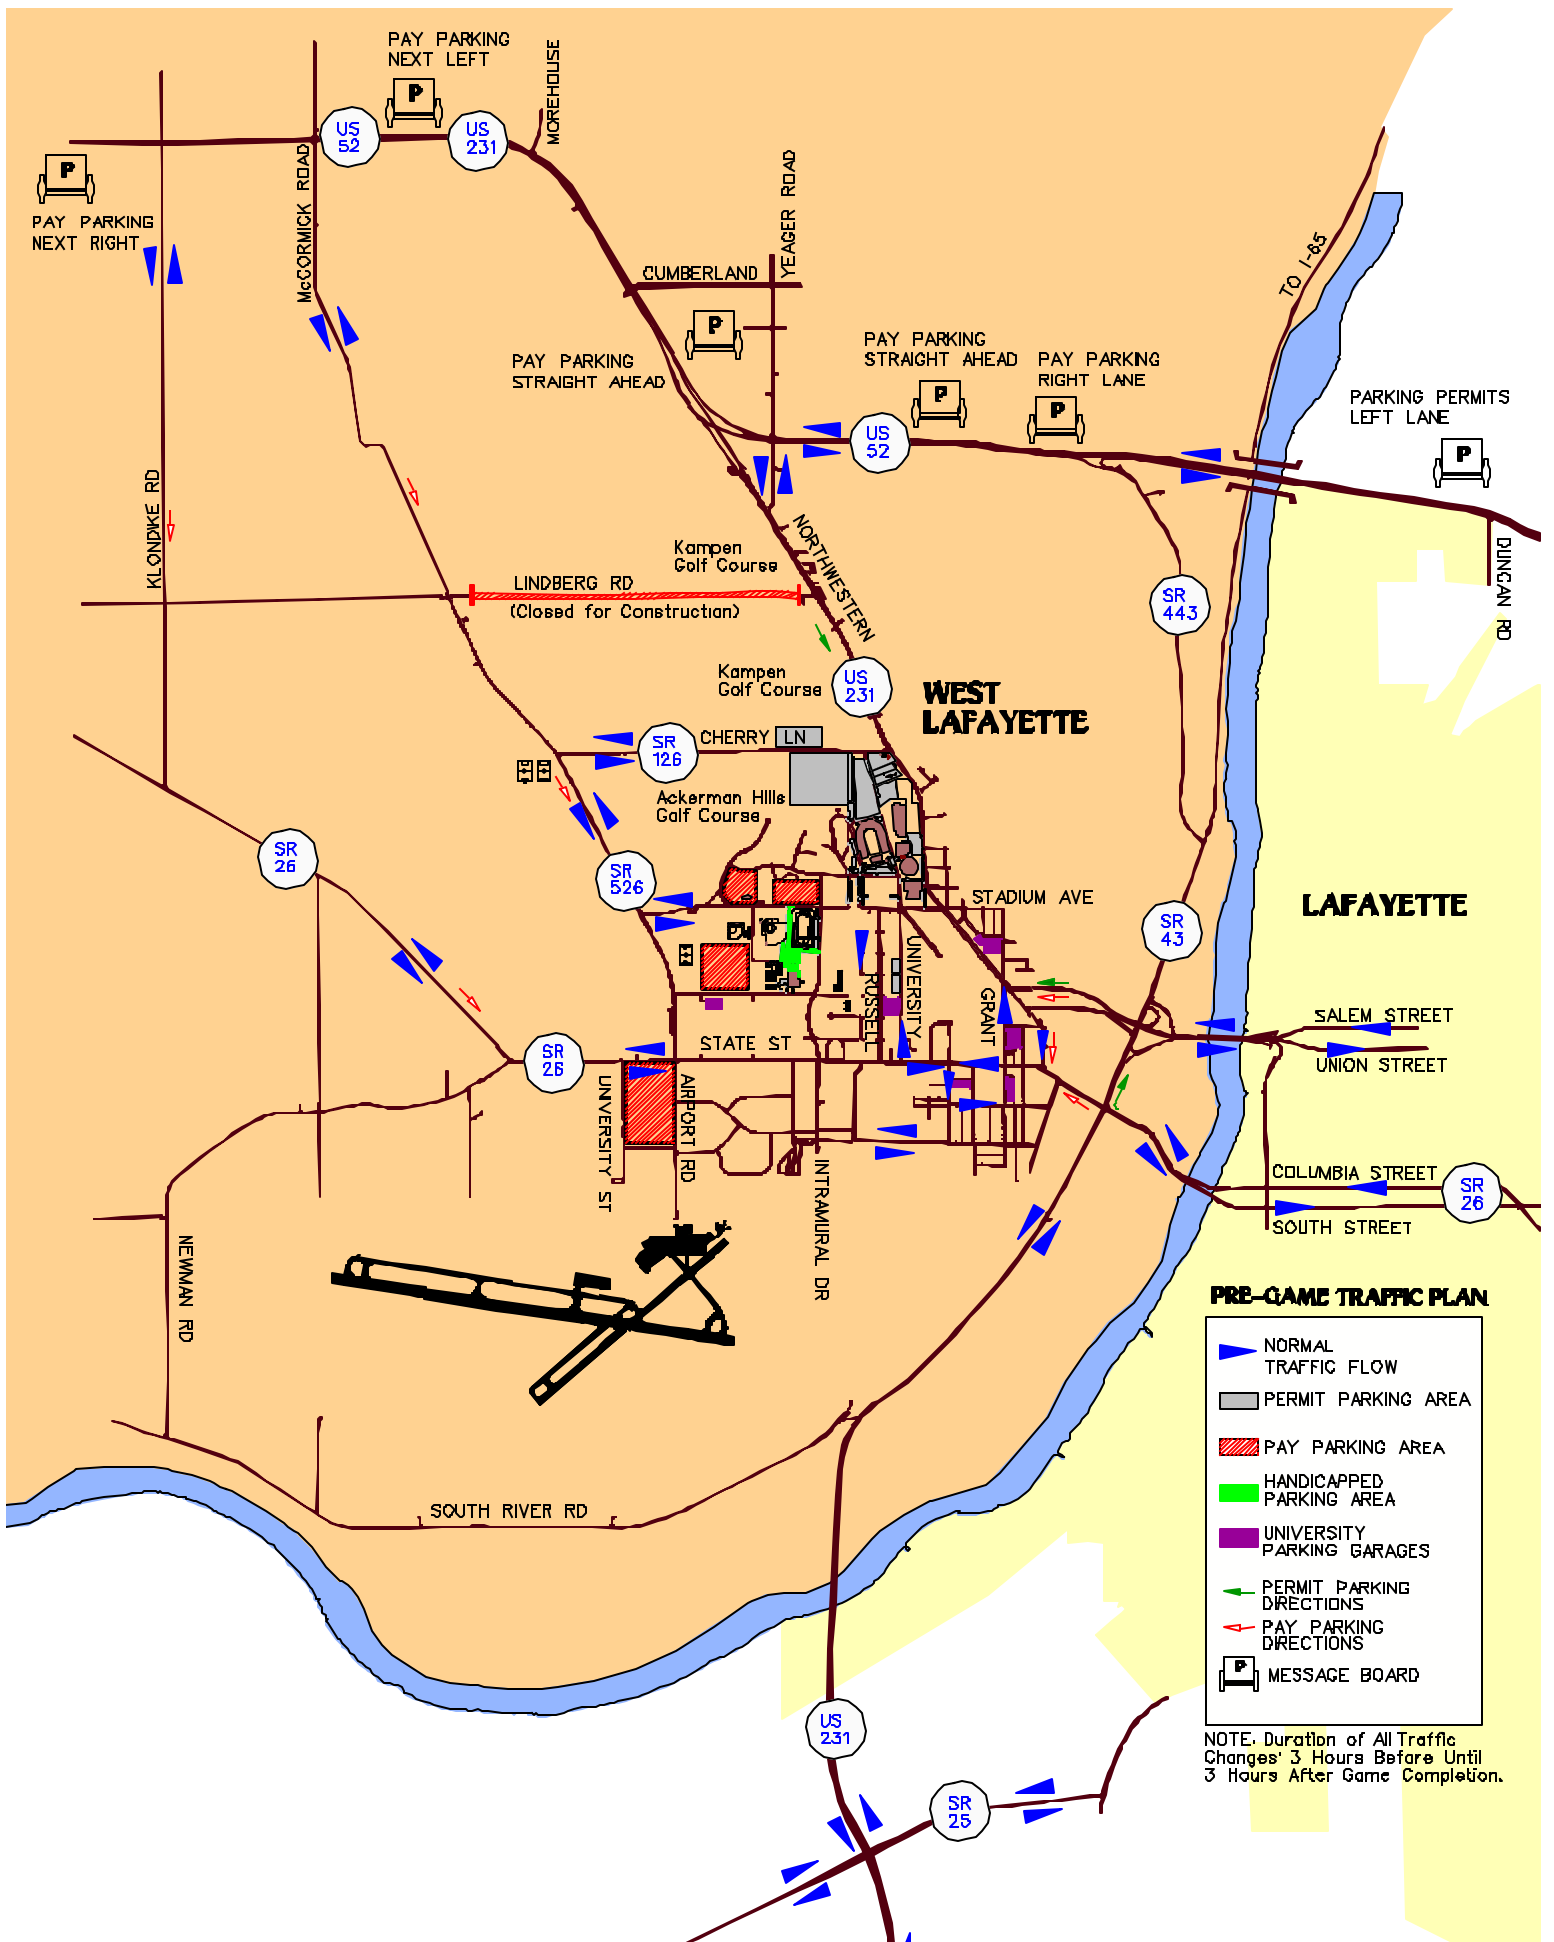 PAY PARKING
NEXT LEFT
P
MOREHOUSE
US
52
US
231
P
PAY PARKING
NEXT RIGHT
McCORMICK ROAD
YEAGER ROAD
CUMBERLAND
TO I-65
P
PAY PARKING
STRAIGHT AHEAD
PAY PARKING
STRAIGHT AHEAD
PAY PARKING
RIGHT LANE
P
P
PARKING PERMITS
LEFT LANE
P
US
52
KLONDIKE RD
NORTHWESTERN
Kampen
Golf Course
DUNCAN RD
LINDBERG RD
(Closed for Construction)
SR
443
Kampen
Golf Course
US
231
WEST
LAFAYETTE
SR
126
CHERRY LN
Ackerman Hills
Golf Course
SR
26
SR
526
STADIUM AVE
LAFAYETTE
SR
43
UNIVERSITY
RUSSELL
GRANT
SALEM STREET
STATE ST
SR
26
UNION STREET
UNIVERSITY ST
AIRPORT RD
INTRAMURAL DR
COLUMBIA STREET
SR
26
SOUTH STREET
NEWMAN RD
PRE-GAME TRAFFIC PLAN
NORMAL
TRAFFIC FLOW
PERMIT PARKING AREA
PAY PARKING AREA
HANDICAPPED
PARKING AREA
UNIVERSITY
PARKING GARAGES
PERMIT PARKING
DIRECTIONS
PAY PARKING
DIRECTIONS
P
MESSAGE BOARD
SOUTH RIVER RD
US
231
NOTE: Duration of All Traffic
Changes: 3 Hours Before Until
3 Hours After Game Completion.
SR
25